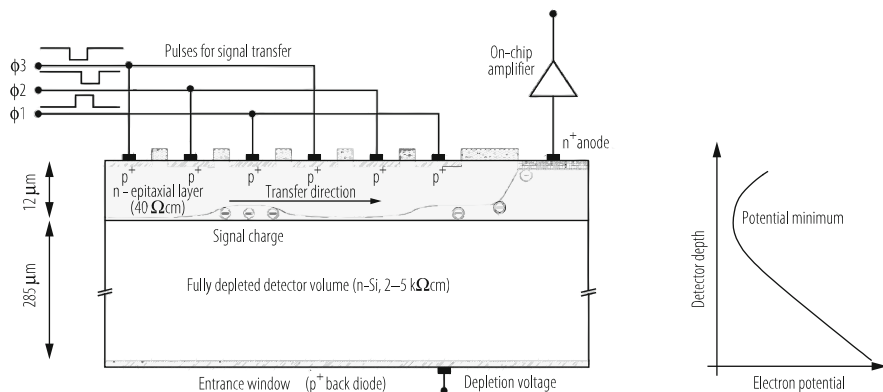 Pulses for signal transfer
On-chip
amplifier
ϕ3
ϕ2
ϕ1
n+ anode
p+ p+ p+ p+ p+ p+
12 μm
n – epitaxial layer
(40 Ωcm)
Transfer direction
Signal charge
285 μm
Fully depleted detector volume (n-Si, 2–5 kΩcm)
Entrance window (p+ back diode)
Depletion voltage
Detector depth
Potential minimum
Electron potential